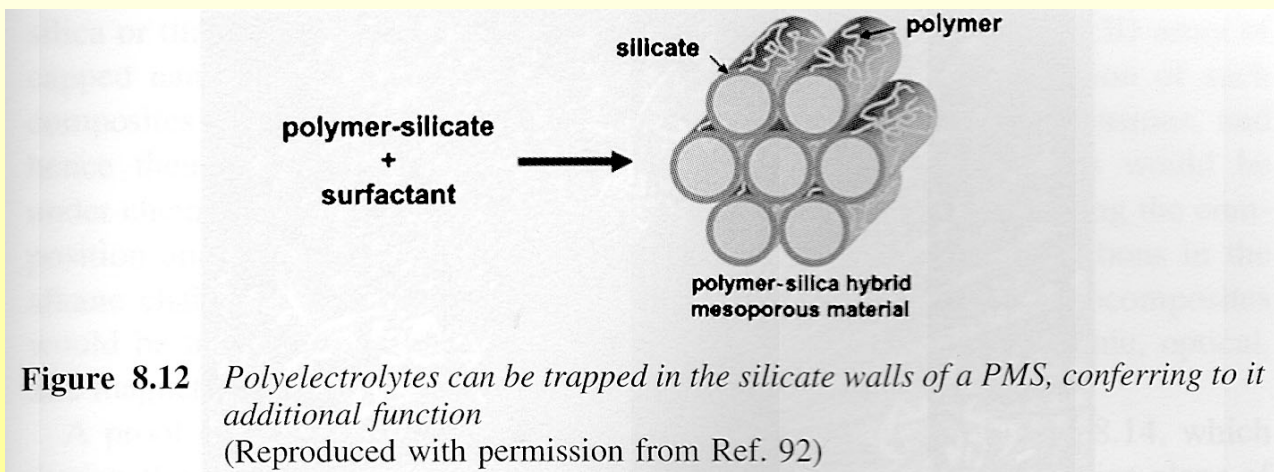 polymer
silicate
polymer-silicate
+
surfactant
polymer-silica hybrid
mesoporous material
Figure 8.12 Polyelectrolytes can be trapped in the silicate walls of a PMS, conferring to it
additional function
(Reproduced with permission from Ref. 92)